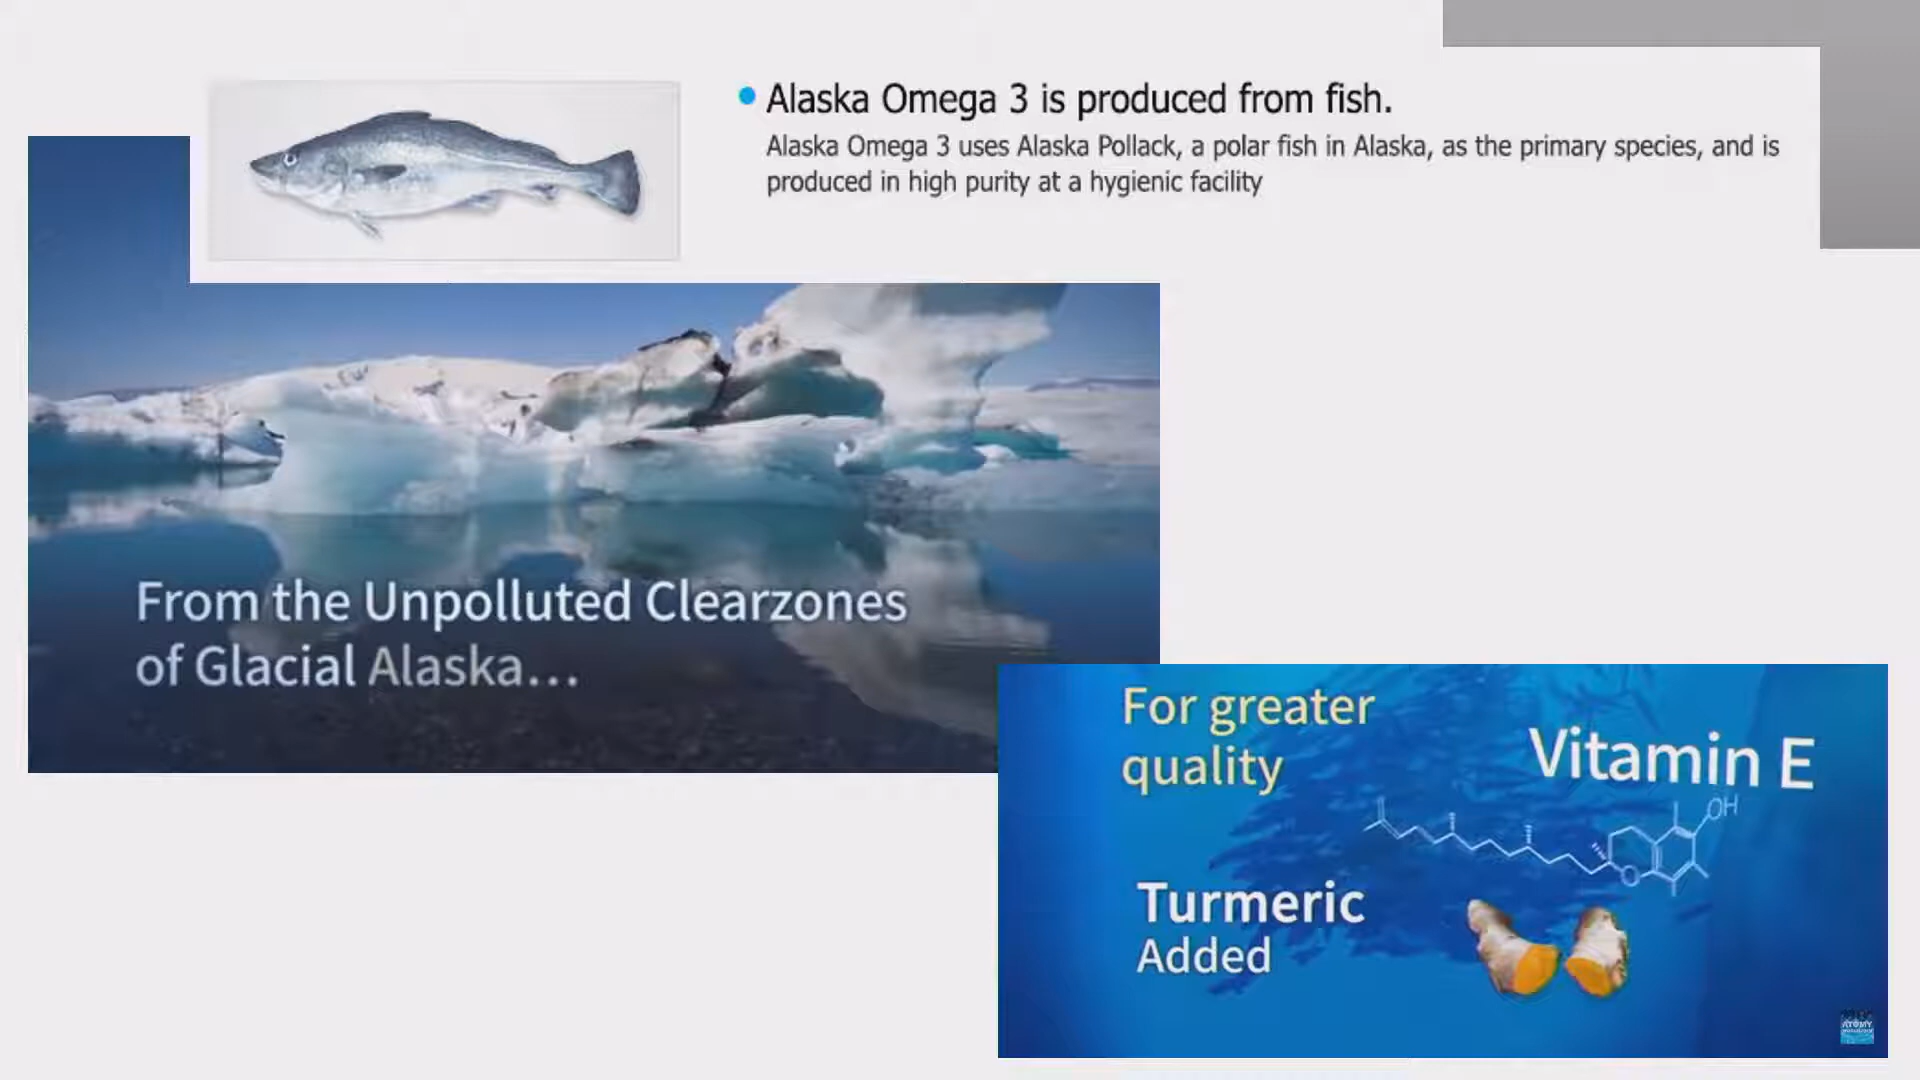 Alaska Omega 3 is produced from fish.
Alaska Omega 3 uses Alaska Pollack, a polar fish in Alaska, as the primary species, and is
produced in high purity at a hygienic facility
From the Unpolluted Clearzones
of Glacial Alaska...
For greater
quality
Vitamin E
OH
O
Turmeric
Added
ATOMY